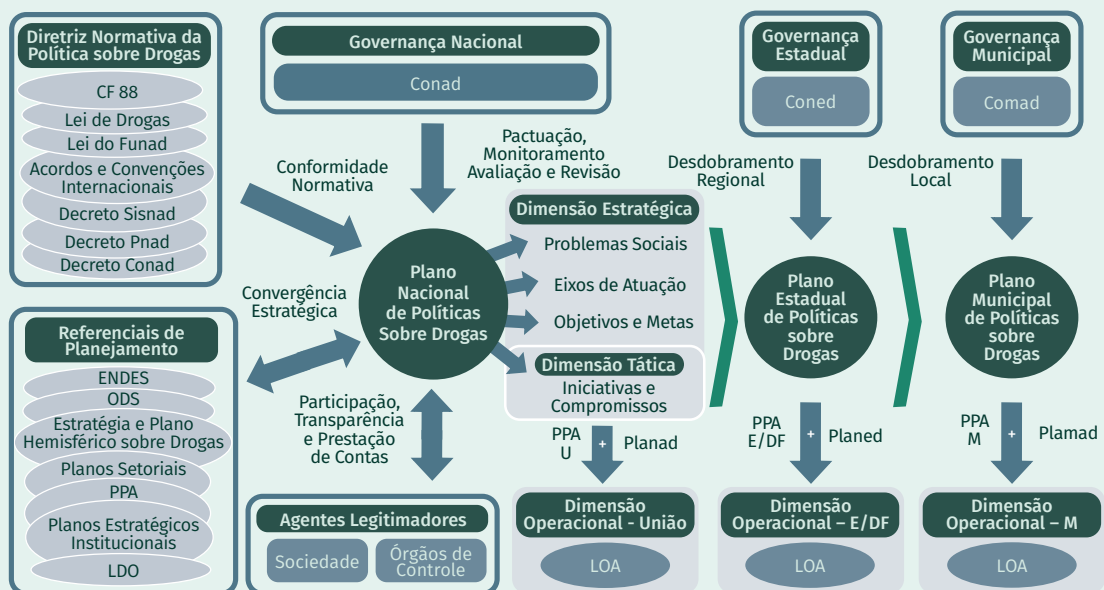 Diretriz Normativa da
Política sobre Drogas
CF 88
Lei de Drogas
Lei do Funad
Acordos e Convenções
Internacionais
Decreto Sisnad
Decreto Pnad
Decreto Conad
Referenciais de
Planejamento
ENDES
ODS
Estratégia e Plano
Hemisférico sobre Drogas
Planos Setoriais
PPA
Planos Estratégicos
Institucionais
LDO
Governança Nacional
Conad
Conformidade
Normativa
Pactuação,
Monitoramento
Avaliação e Revisão
Convergência
Estratégica
Plano
Nacional
de Políticas
Sobre Drogas
Participação,
Transparência
e Prestação
de Contas
Agentes Legitimadores
Sociedade
Órgãos de
Controle
Dimensão Estratégica
Problemas Sociais
Eixos de Atuação
Objetivos e Metas
Dimensão Tática
Iniciativas e
Compromissos
PPA
U
+
Planad
Dimensão
Operacional - União
LOA
Governança
Estadual
Coned
Desdobramento
Regional
Plano
Estadual
de Políticas
sobre
Drogas
PPA
E/DF
+
Planed
Dimensão
Operacional – E/DF
LOA
Governança
Municipal
Comad
Desdobramento
Local
Plano
Municipal
de Políticas
sobre
Drogas
PPA
M
+
Plamad
Dimensão
Operacional – M
LOA